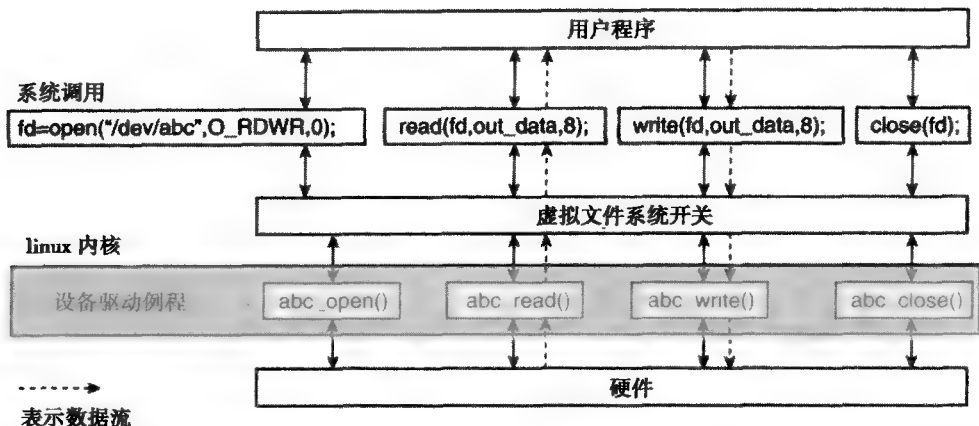 用户程序
系统调用
fd=open("/dev/abc",O_RDWR,0);
read(fd,out_data,8);
write(fd,out_data,8);
close(fd);
虚拟文件系统开关
linux 内核
设备驱动例程
abc_open()
abc_read()
abc_write()
abc_close()
硬件
表示数据流